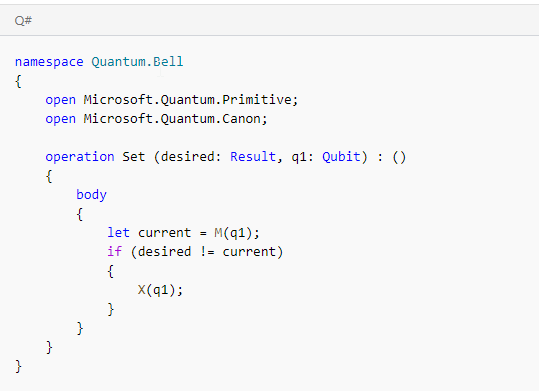 Q#
namespace Quantum.Bell
{
    open Microsoft.Quantum.Primitive;
    open Microsoft.Quantum.Canon;

    operation Set (desired: Result, q1: Qubit) : ()
    {
        body
        {
            let current = M(q1);
            if (desired != current)
            {
                X(q1);
            }
        }
    }
}